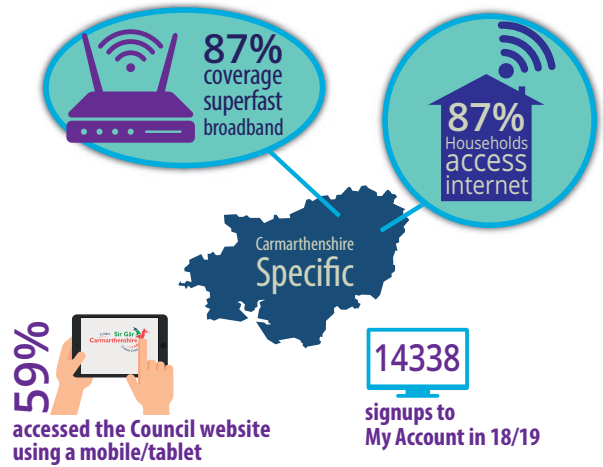 87%
coverage
superfast
broadband
87%
Households
access
internet
Carmarthenshire
Specific
59%
Sir Gâr
Carmarthenshire
accessed the Council website
using a mobile/tablet
14338
signups to
My Account in 18/19